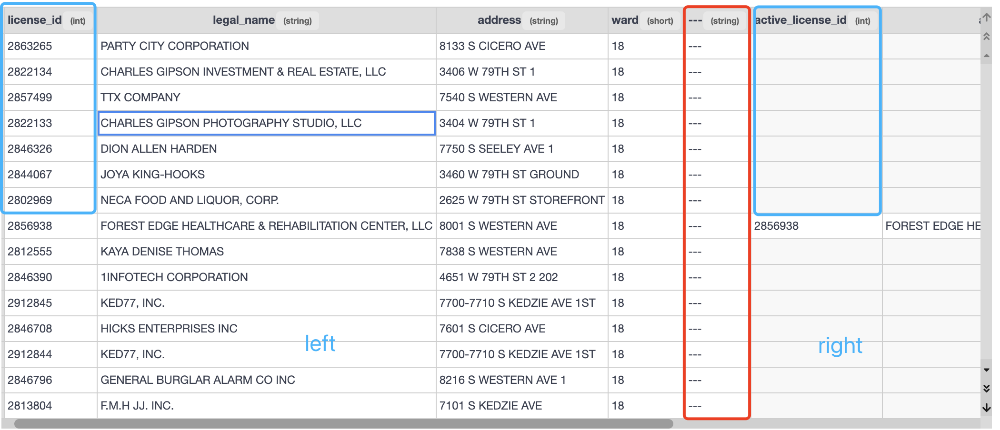 license_id (int) legal_name (string) address (string) ward (short) --- (string) active_license_id (int)
2863265 PARTY CITY CORPORATION 8133 S CICERO AVE 18 ---
2822134 CHARLES GIPSON INVESTMENT & REAL ESTATE, LLC 3406 W 79TH ST 1 18 ---
2857499 TTX COMPANY 7540 S WESTERN AVE 18 ---
2822133 CHARLES GIPSON PHOTOGRAPHY STUDIO, LLC 3404 W 79TH ST 1 18 ---
2846326 DION ALLEN HARDEN 7750 S SEELEY AVE 1 18 ---
2844067 JOYA KING-HOOKS 3460 W 79TH ST GROUND 18 ---
2802969 NECA FOOD AND LIQUOR, CORP. 2625 W 79TH ST STOREFRONT 18 ---
2856938 FOREST EDGE HEALTHCARE & REHABILITATION CENTER, LLC 8001 S WESTERN AVE 18 --- 2856938 FOREST EDGE HE
2812555 KAYA DENISE THOMAS 7838 S WESTERN AVE 18 ---
2846390 1INFOTECH CORPORATION 4651 W 79TH ST 2 202 18 ---
2912845 KED77, INC. 7700-7710 S KEDZIE AVE 1ST 18 ---
2846708 HICKS ENTERPRISES INC 7601 S CICERO AVE 18 ---
left right
2912844 KED77, INC. 7700-7710 S KEDZIE AVE 1ST 18 ---
2846796 GENERAL BURGLAR ALARM CO INC 8216 S WESTERN AVE 1 18 ---
2813804 F.M.H JJ. INC. 7101 S KEDZIE AVE 18 ---